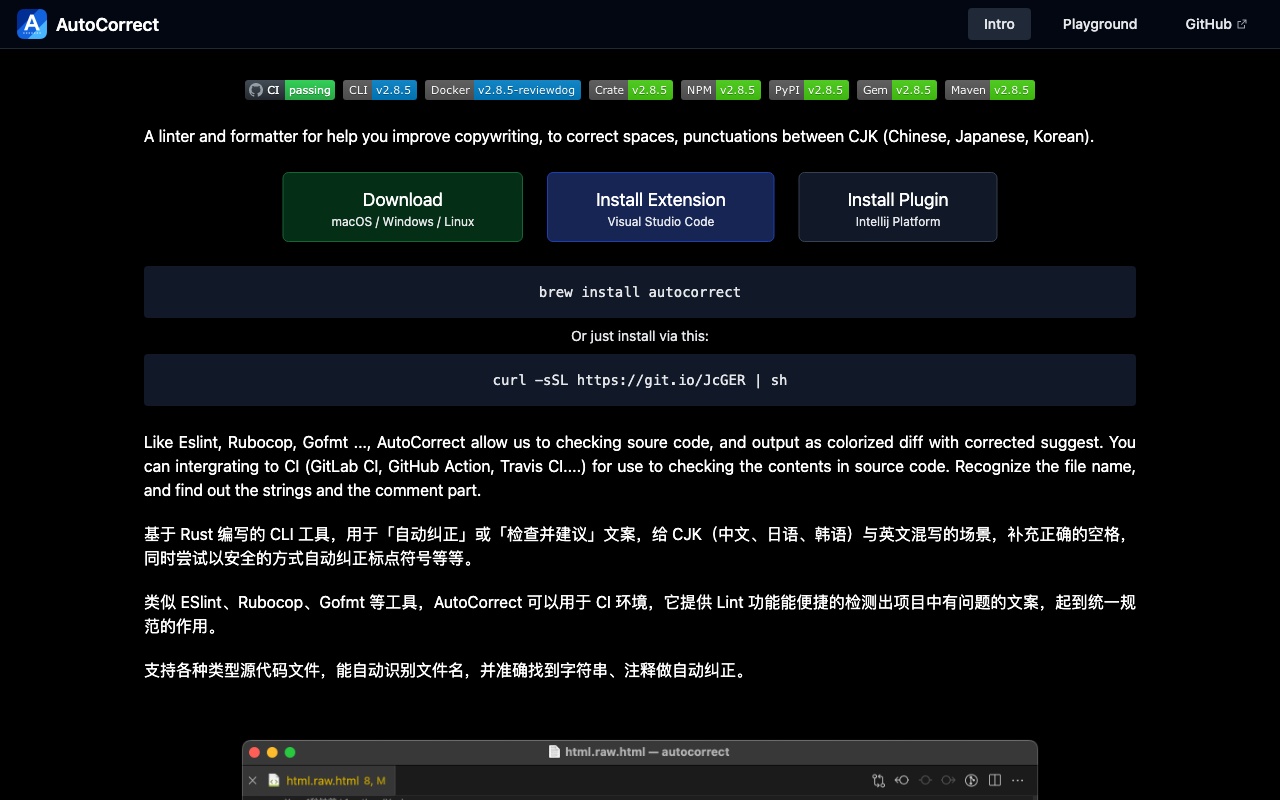 AutoCorrect
Intro
Playground
GitHub
CI passing
CLI v2.8.5
Docker v2.8.5-reviewdog
Crate v2.8.5
NPM v2.8.5
PyPI v2.8.5
Gem v2.8.5
Maven v2.8.5
A linter and formatter for help you improve copywriting, to correct spaces, punctuations between CJK (Chinese, Japanese, Korean).
Download
macOS / Windows / Linux
Install Extension
Visual Studio Code
Install Plugin
Intellij Platform
brew install autocorrect
Or just install via this:
curl -sSL https://git.io/JcGER | sh
Like Eslint, Rubocop, Gofmt ..., AutoCorrect allow us to checking soure code, and output as colorized diff with corrected suggest. You
can intergrating to CI (GitLab CI, GitHub Action, Travis CI....) for use to checking the contents in source code. Recognize the file name,
and find out the strings and the comment part.
基于 Rust 编写的 CLI 工具，用于「自动纠正」或「检查并建议」文案，给 CJK（中文、日语、韩语）与英文混写的场景，补充正确的空格，
同时尝试以安全的方式自动纠正标点符号等等。
类似 ESlint、Rubocop、Gofmt 等工具，AutoCorrect 可以用于 CI 环境，它提供 Lint 功能能便捷的检测出项目中有问题的文案，起到统一规
范的作用。
支持各种类型源代码文件，能自动识别文件名，并准确找到字符串、注释做自动纠正。
html.raw.html — autocorrect
html.raw.html 8, M